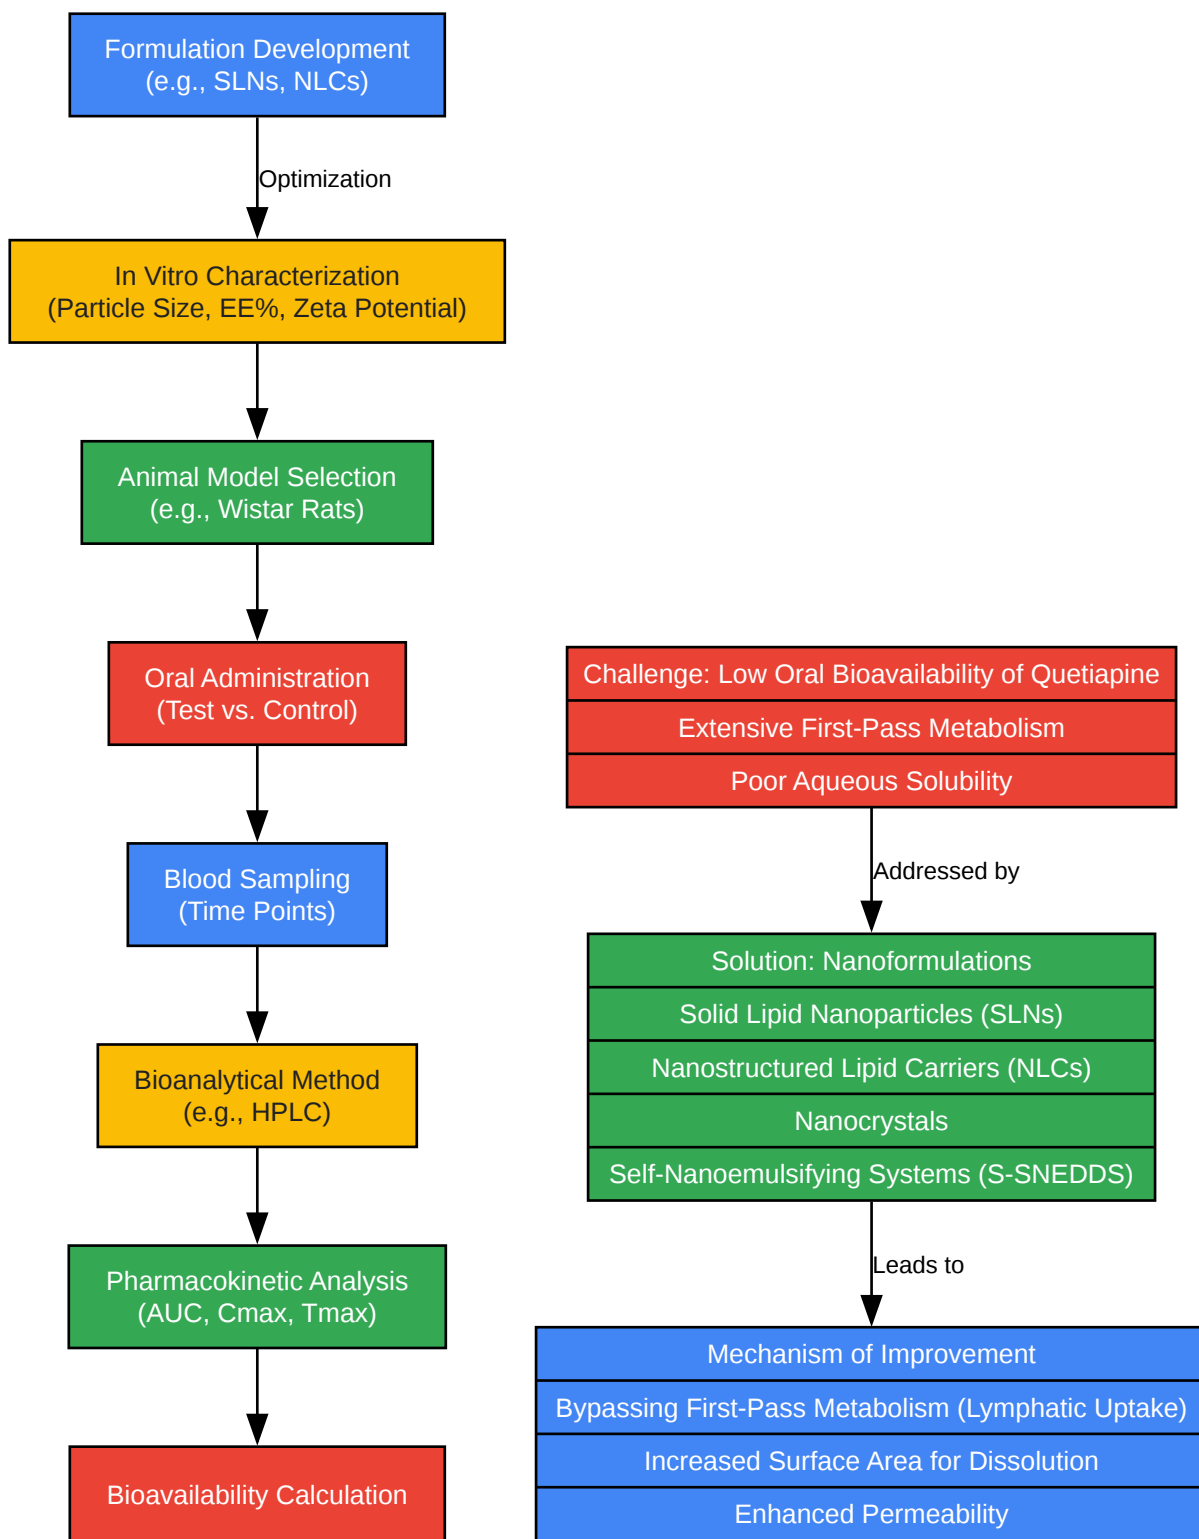 Formulation Development
(e.g., SLNs, NLCs)
Optimization
In Vitro Characterization
(Particle Size, EE%, Zeta Potential)
Animal Model Selection
(e.g., Wistar Rats)
Oral Administration
(Test vs. Control)
Blood Sampling
(Time Points)
Bioanalytical Method
(e.g., HPLC)
Pharmacokinetic Analysis
(AUC, Cmax, Tmax)
Bioavailability Calculation
Challenge: Low Oral Bioavailability of Quetiapine
Extensive First-Pass Metabolism
Poor Aqueous Solubility
Addressed by
Solution: Nanoformulations
Solid Lipid Nanoparticles (SLNs)
Nanostructured Lipid Carriers (NLCs)
Nanocrystals
Self-Nanoemulsifying Systems (S-SNEDDS)
Leads to
Mechanism of Improvement
Bypassing First-Pass Metabolism (Lymphatic Uptake)
Increased Surface Area for Dissolution
Enhanced Permeability